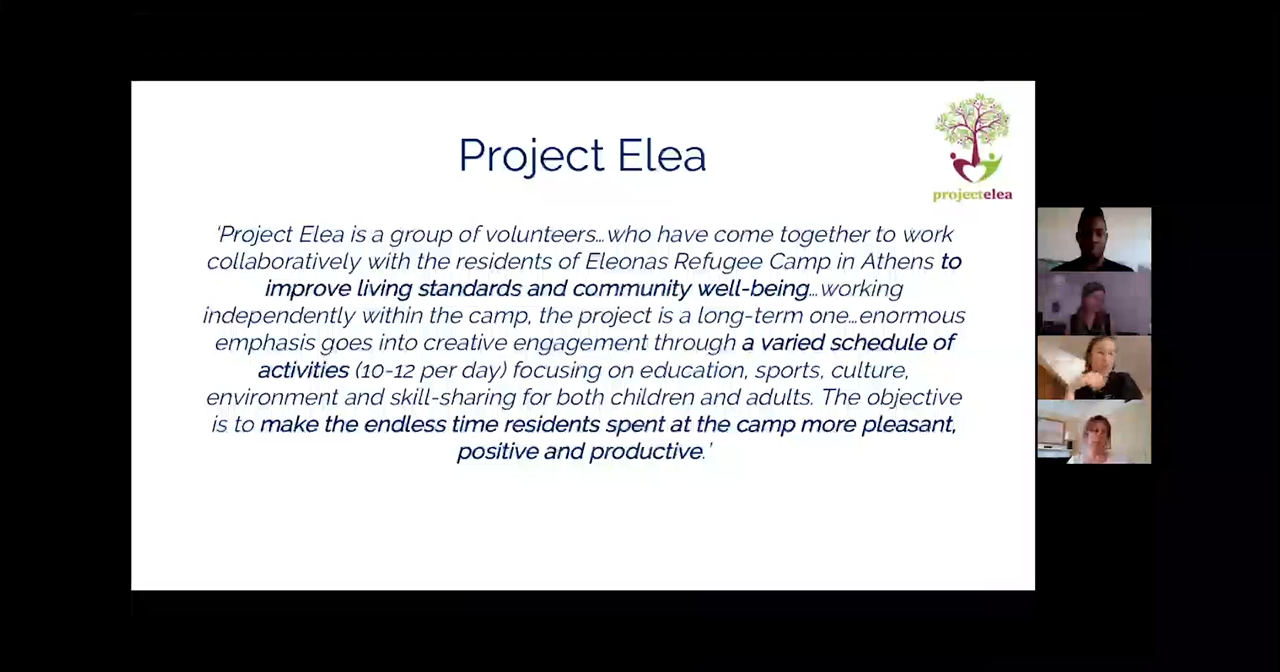 Project Elea
projectelea
'Project Elea is a group of volunteers…who have come together to work
collaboratively with the residents of Eleonas Refugee Camp in Athens to
improve living standards and community well-being…working
independently within the camp, the project is a long-term one…enormous
emphasis goes into creative engagement through a varied schedule of
activities (10-12 per day) focusing on education, sports, culture,
environment and skill-sharing for both children and adults. The objective
is to make the endless time residents spent at the camp more pleasant,
positive and productive.'